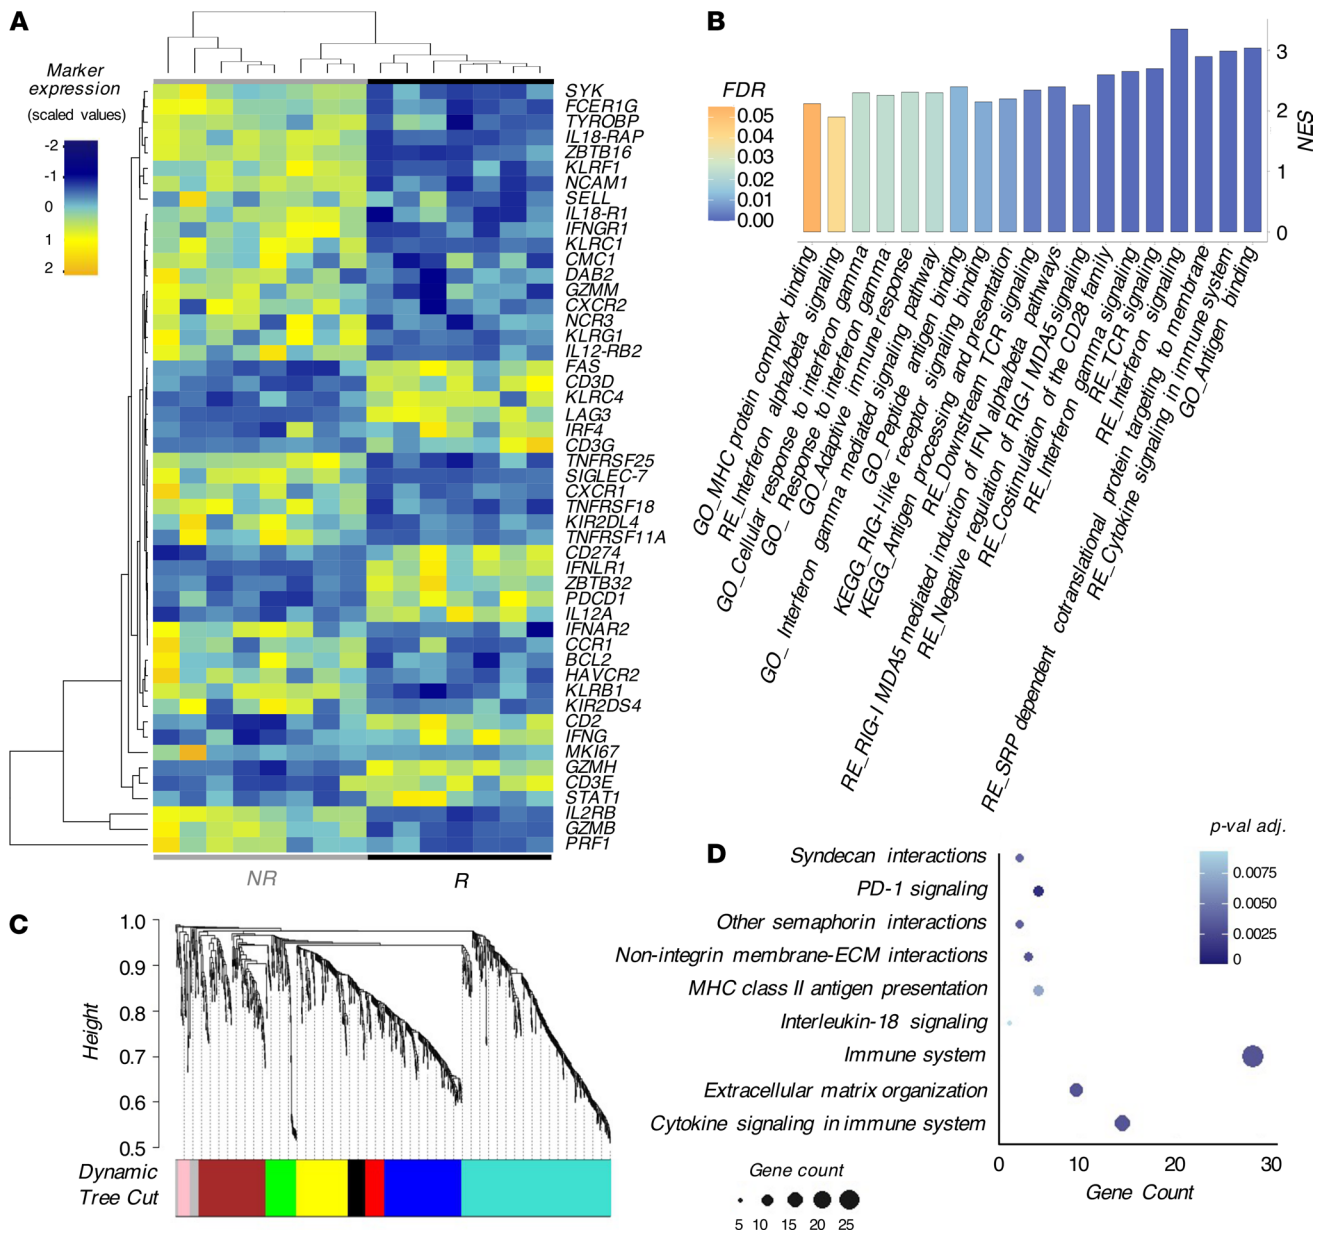 A
Marker
expression
(scaled values)
-2
-1
0
1
2
SYK
FCER1G
TYROBP
IL18-RAP
ZBTB16
KLRF1
NCAM1
SELL
IL18-R1
IFNGR1
KLRC1
CMC1
DAB2
GZMM
CXCR2
NCR3
KLRG1
IL12-RB2
FAS
CD3D
KLRC4
LAG3
IRF4
CD3G
TNFRSF25
SIGLEC-7
CXCR1
TNFRSF18
KIR2DL4
TNFRSF11A
CD274
IFNLR1
ZBTB32
PDCD1
IL12A
IFNAR2
CCR1
BCL2
HAVCR2
KLRB1
KIR2DS4
CD2
IFNG
MKI67
GZMH
CD3E
STAT1
IL2RB
GZMB
PRF1
NR
R
B
FDR
0.05
0.04
0.03
0.02
0.01
0.00
3
2
1
0
NES
GO_MHC protein complex binding
RE_Interferon alpha/beta signaling
GO_Cellular response to interferon gamma
GO_ Response to interferon gamma
GO_Adaptive immune response
GO_ Interferon gamma mediated signaling pathway
GO_Peptide antigen binding
KEGG_RIG-I-like receptor signaling binding
KEGG_Antigen processing and presentation
RE_Downstream TCR signaling
RE_RIG-I MDA5 mediated induction of IFN alpha/beta pathways
RE_Negative regulation of RIG-I MDA5 signaling
RE_Costimulation of the CD28 family
RE_Interferon gamma signaling
RE_TCR signaling
RE_Interferon signaling
RE_SRP dependent cotranslational protein targeting to membrane
RE_Cytokine signaling in immune system
GO_Antigen binding
C
Height
1.0
0.9
0.8
0.7
0.6
0.5
Dynamic
Tree Cut
D
p-val adj.
0.0075
0.0050
0.0025
0
Syndecan interactions
PD-1 signaling
Other semaphorin interactions
Non-integrin membrane-ECM interactions
MHC class II antigen presentation
Interleukin-18 signaling
Immune system
Extracellular matrix organization
Cytokine signaling in immune system
0 10 20 30
Gene Count
Gene count
5 10 15 20 25